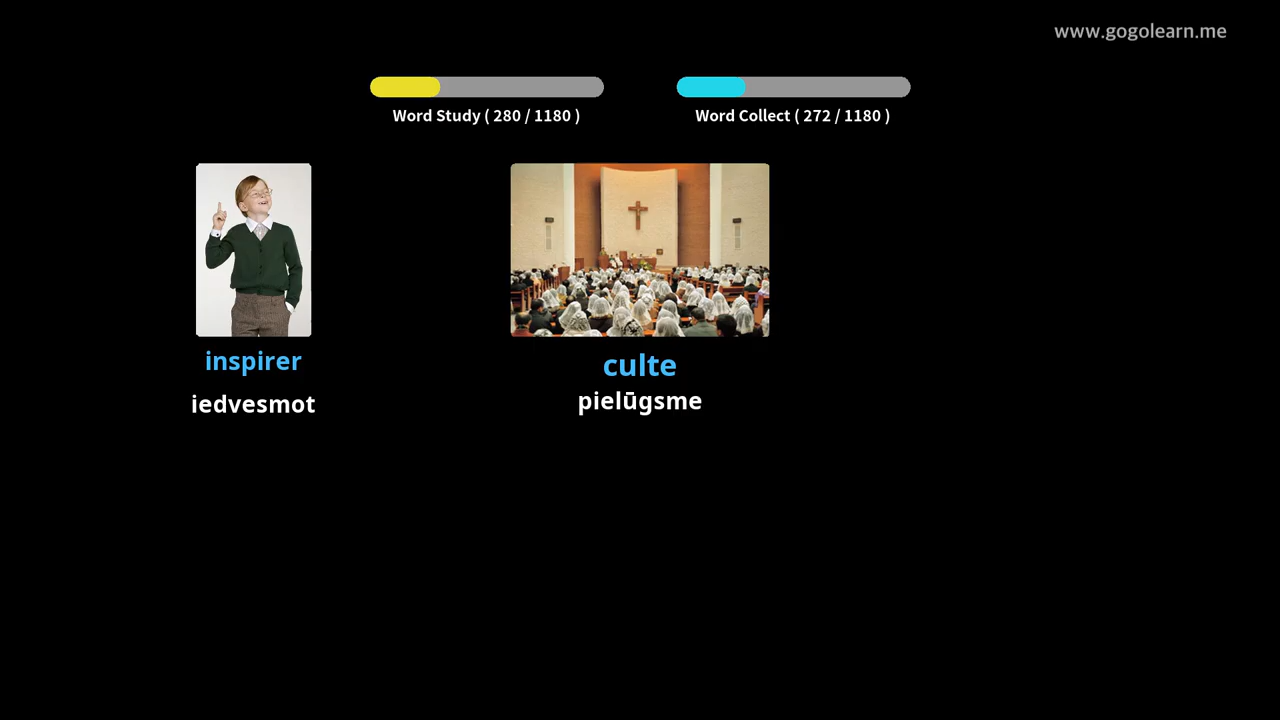 www.gogolearn.me
Word Study ( 280 / 1180 )
Word Collect ( 272 / 1180 )
inspirer
iedvesmot
culte
pielūgsme